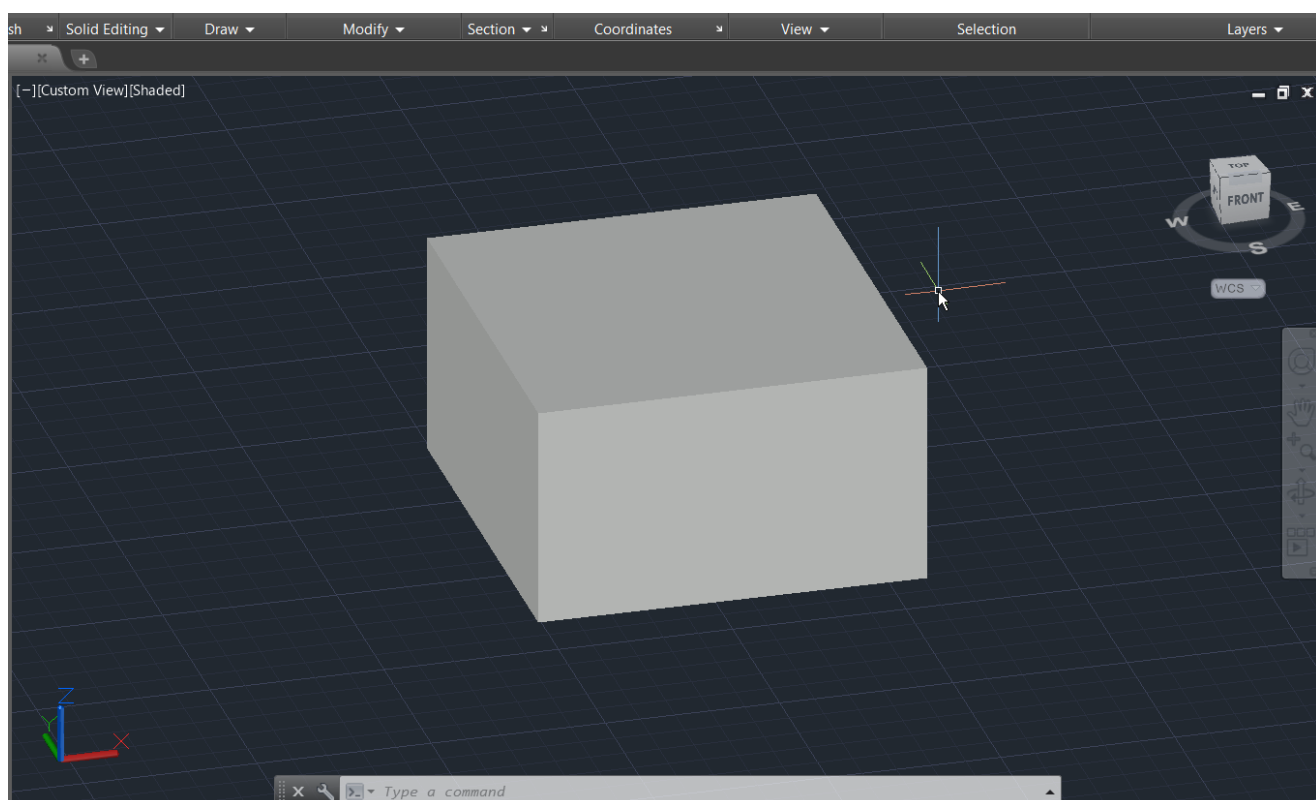 sh Solid Editing Draw Modify Section Coordinates View Selection Layers
[−][Custom View][Shaded]
TOP
FRONT
W E
S
WCS
Z
Y X
Type a command